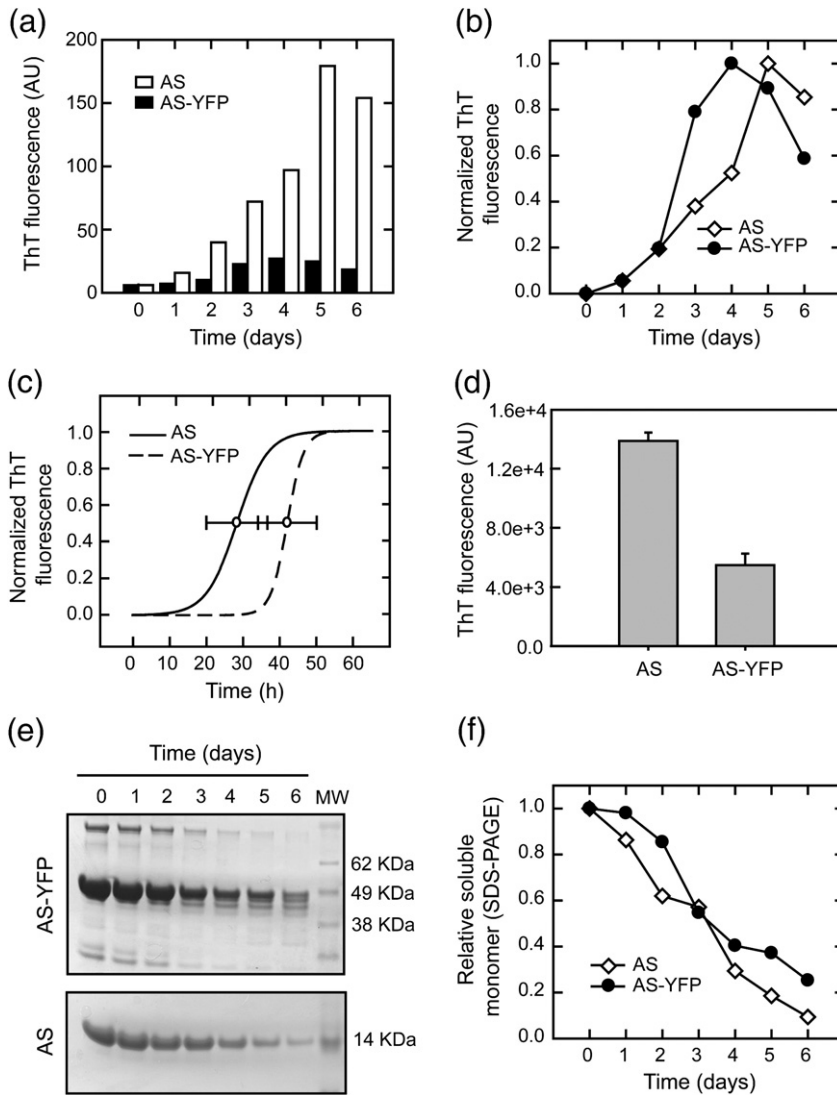 (a)
ThT fluorescence (AU)
200
150
100
50
0
AS
AS-YFP
0 1 2 3 4 5 6
Time (days)
(b)
Normalized ThT
fluorescence
1.0
0.8
0.6
0.4
0.2
0.0
AS
AS-YFP
0 1 2 3 4 5 6
Time (days)
(c)
Normalized ThT
fluorescence
1.0
0.8
0.6
0.4
0.2
0.0
AS
AS-YFP
0 10 20 30 40 50 60
Time (h)
(d)
ThT fluorescence (AU)
1.6e+4
1.2e+4
8.0e+3
4.0e+3
0.0
AS AS-YFP
(e)
Time (days)
0 1 2 3 4 5 6 MW
AS-YFP
62 KDa
49 KDa
38 KDa
AS
14 KDa
(f)
Relative soluble
monomer (SDS-PAGE)
1.0
0.8
0.6
0.4
0.2
0.0
AS
AS-YFP
0 1 2 3 4 5 6
Time (days)